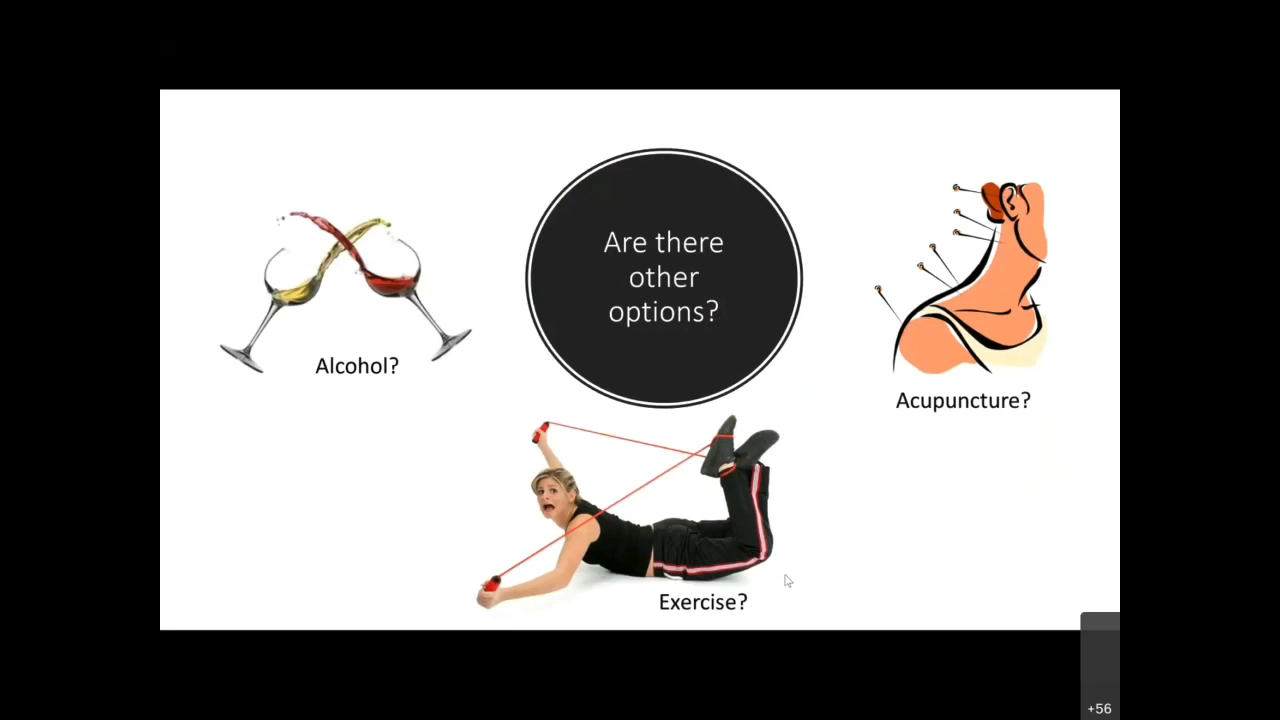 Are there
other
options?
Alcohol?
Acupuncture?
Exercise?
+56